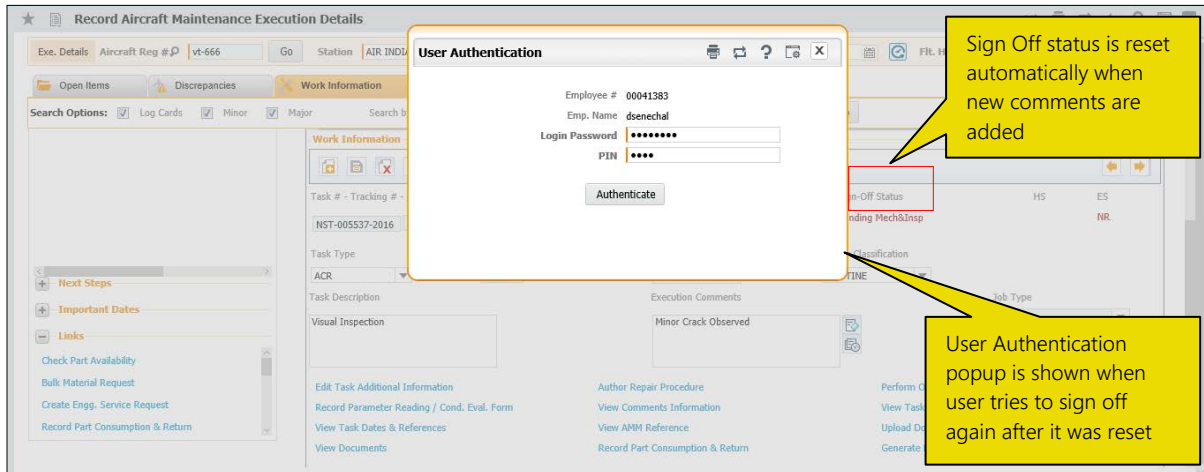 Record Aircraft Maintenance Execution Details
Exe. Details Aircraft Reg # vt-666 Go Station AIR INDIA Flt. H
Open Items Discrepancies Work Information
Search Options: Log Cards Minor Major Search b
Work Information
Task # - Tracking # -
NST-005537-2016
Task Type
ACR
Task Description
Visual Inspection
n-Off Status HS ES
nding Mech&Insp NR
Classification
TINE
Execution Comments
Minor Crack Observed
Job Type
Next Steps
Important Dates
Links
Check Part Availability
Bulk Material Request
Create Engg. Service Request
Record Part Consumption & Return
Edit Task Additional Information Author Repair Procedure Perform O
Record Parameter Reading / Cond. Eval. Form View Comments Information View Task
View Task Dates & References View AMM Reference Upload Do
View Documents Record Part Consumption & Return Generate
User Authentication
Employee # 00041383
Emp. Name dsenechal
Login Password ••••••••
PIN ••••
Authenticate
Sign Off status is reset
automatically when
new comments are
added
User Authentication
popup is shown when
user tries to sign off
again after it was reset